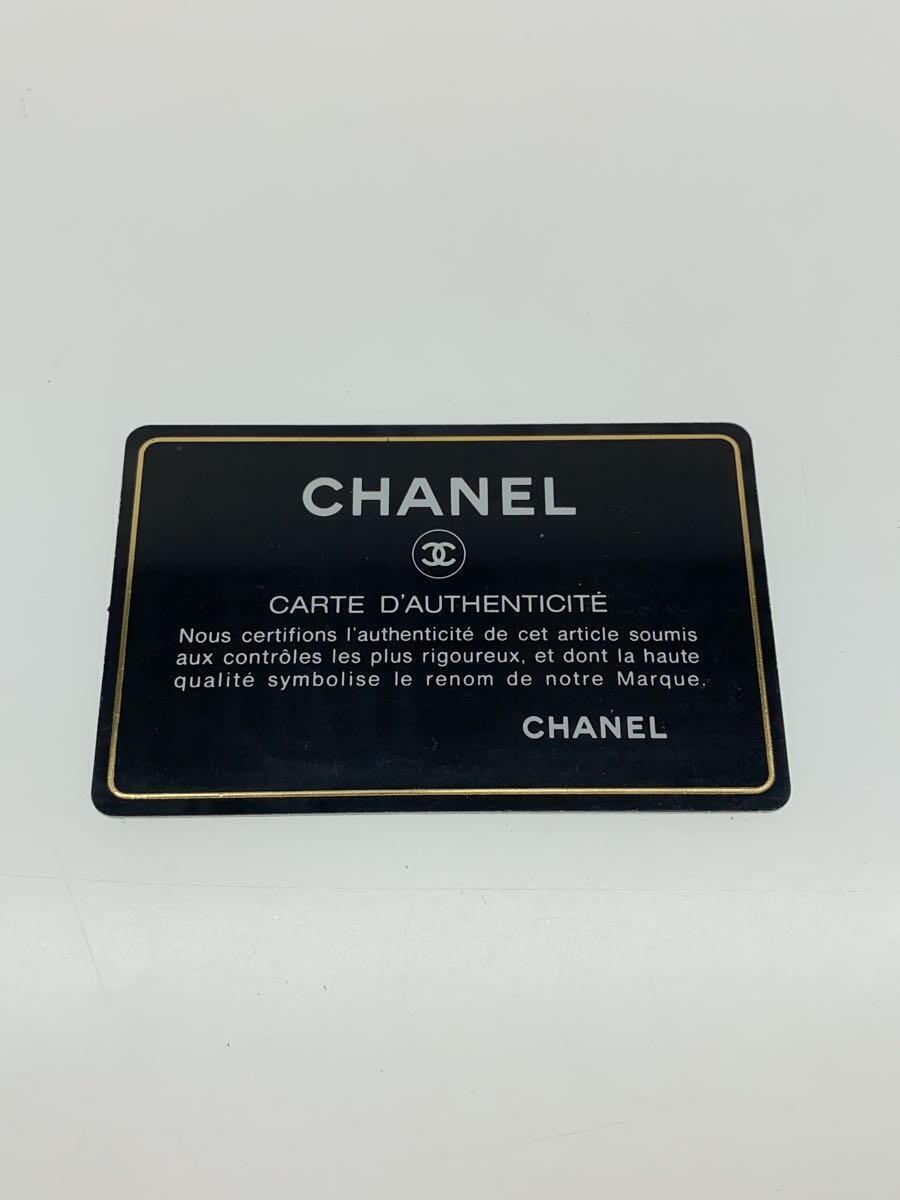 CHANEL
CARTE D'AUTHENTICITÉ
Nous certifions l'authenticité de cet article soumis
aux contrôles les plus rigoureux, et dont la haute
qualité symbolise le renom de notre Marque.
CHANEL